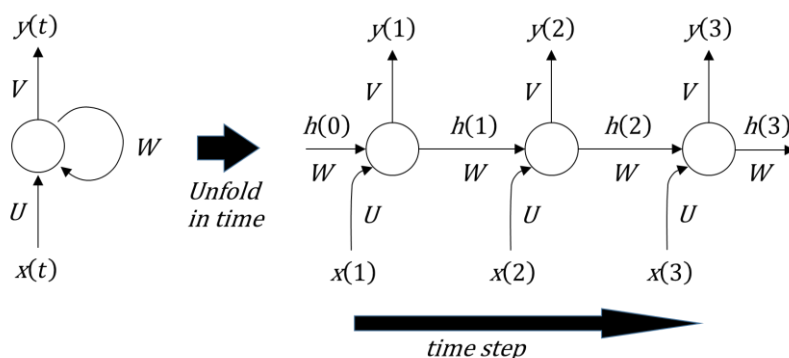 y(t)
V
W
U
x(t)
Unfold
in time
y(1) y(2) y(3)
V V V
h(0) h(1) h(2) h(3)
W W W W
U U U
x(1) x(2) x(3)
time step